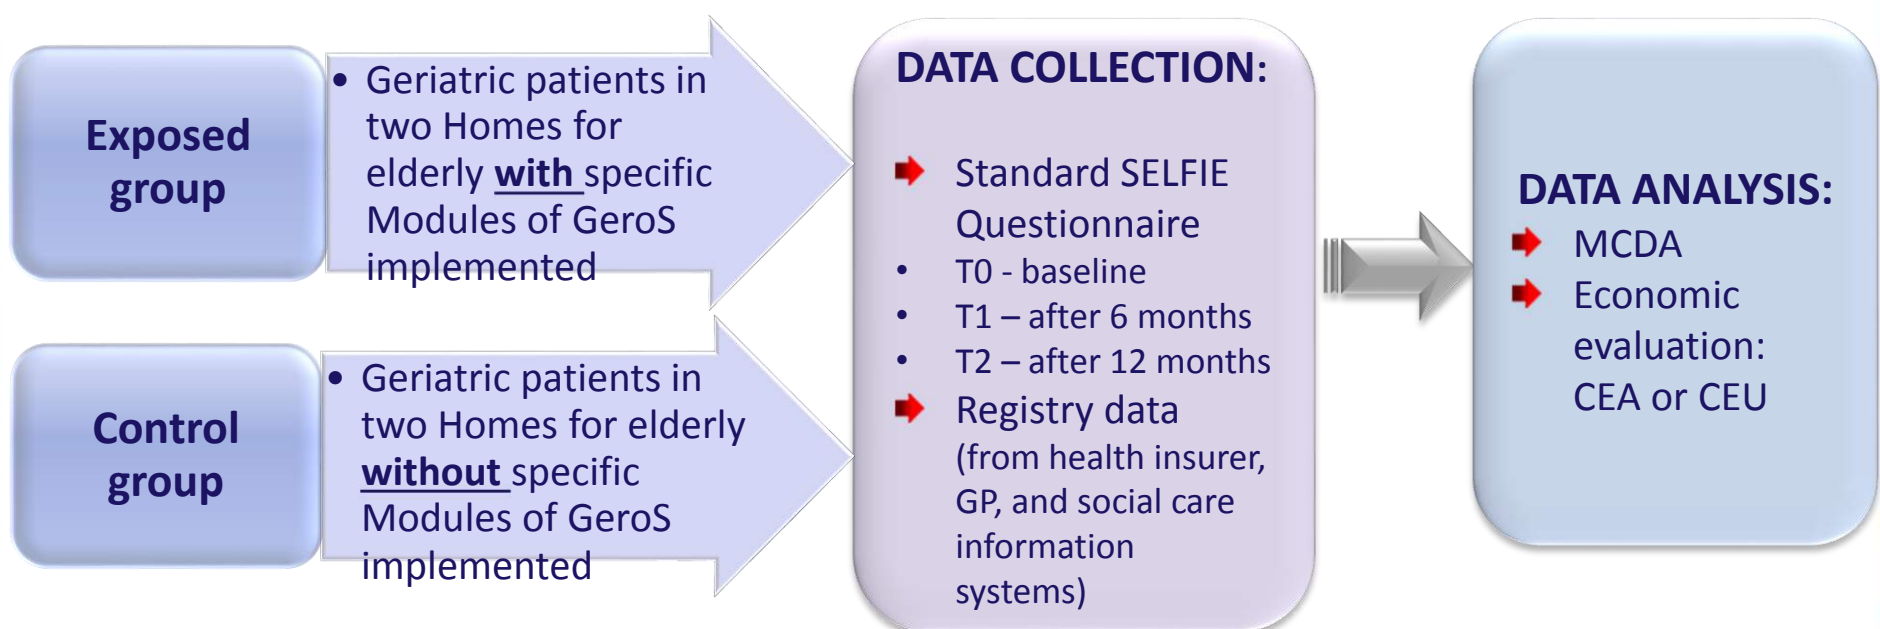 Exposed
group
• Geriatric patients in
two Homes for
elderly with specific
Modules of GeroS
implemented
Control
group
• Geriatric patients in
two Homes for elderly
without specific
Modules of GeroS
implemented
DATA COLLECTION:
Standard SELFIE
Questionnaire
• T0 - baseline
• T1 – after 6 months
• T2 – after 12 months
Registry data
(from health insurer,
GP, and social care
information
systems)
DATA ANALYSIS:
MCDA
Economic
evaluation:
CEA or CEU